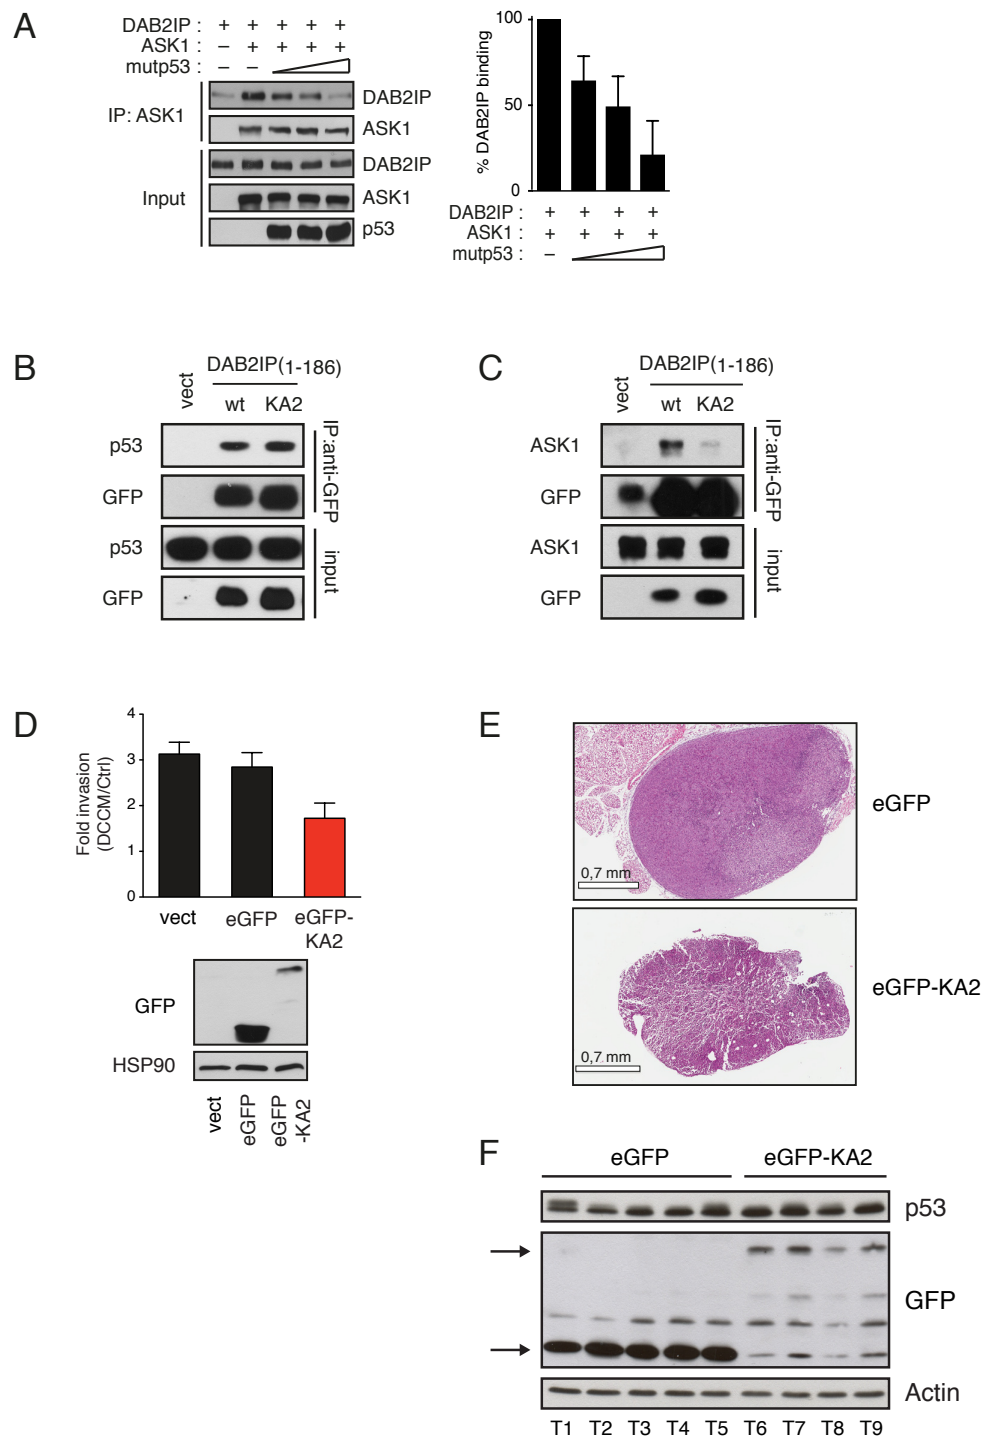 A
DAB2IP : + + + + +
ASK1 : – + + + +
mutp53 : – –
IP: ASK1
DAB2IP
ASK1
Input
DAB2IP
ASK1
p53
% DAB2IP binding
100
50
0
DAB2IP : + + + +
ASK1 : + + + +
mutp53 : –
B
DAB2IP(1-186)
vect wt KA2
p53
GFP
IP:anti-GFP
p53
GFP
input
C
DAB2IP(1-186)
vect wt KA2
ASK1
GFP
IP:anti-GFP
ASK1
GFP
input
D
Fold invasion
(DCCM/Ctrl)
4
3
2
1
0
vect eGFP eGFP-
KA2
GFP
HSP90
vect
eGFP
eGFP
-KA2
E
0,7 mm
eGFP
0,7 mm
eGFP-KA2
F
eGFP eGFP-KA2
p53
GFP
Actin
T1 T2 T3 T4 T5 T6 T7 T8 T9